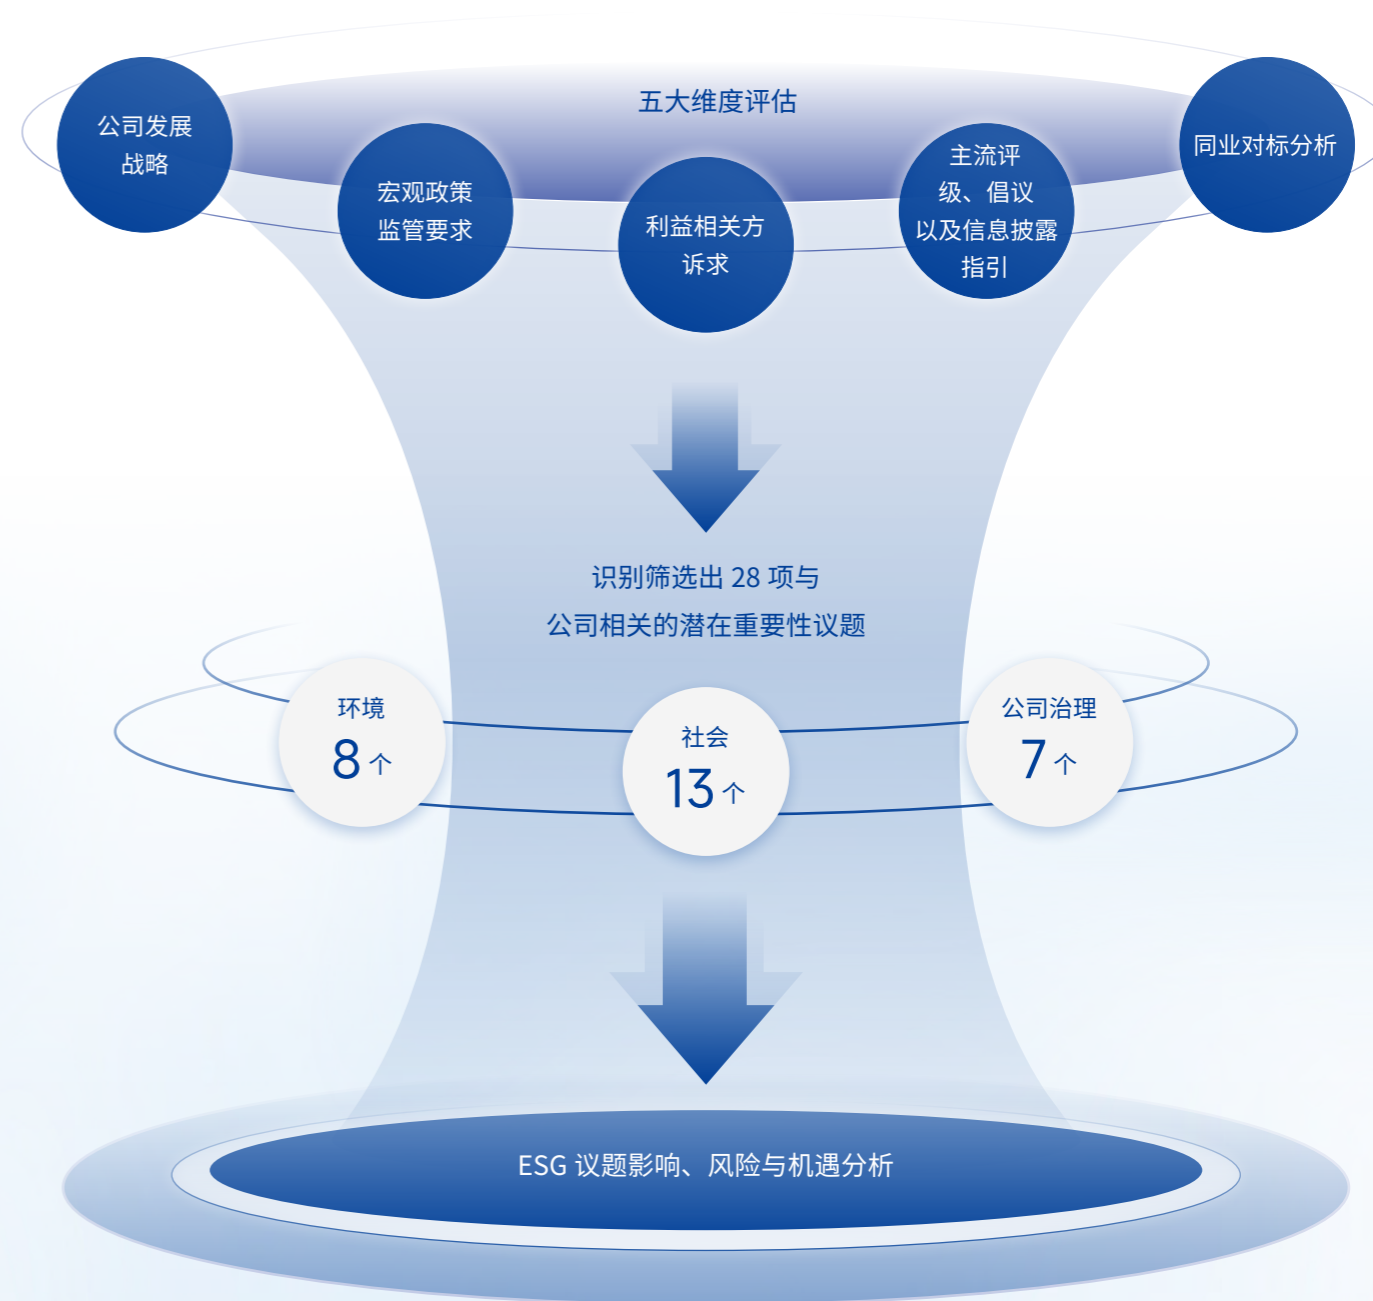 五大维度评估
公司发展
战略
宏观政策
监管要求
利益相关方
诉求
主流评
级、倡议
以及信息披露
指引
同业对标分析
识别筛选出 28 项与
公司相关的潜在重要性议题
环境
8 个
社会
13 个
公司治理
7 个
ESG 议题影响、风险与机遇分析